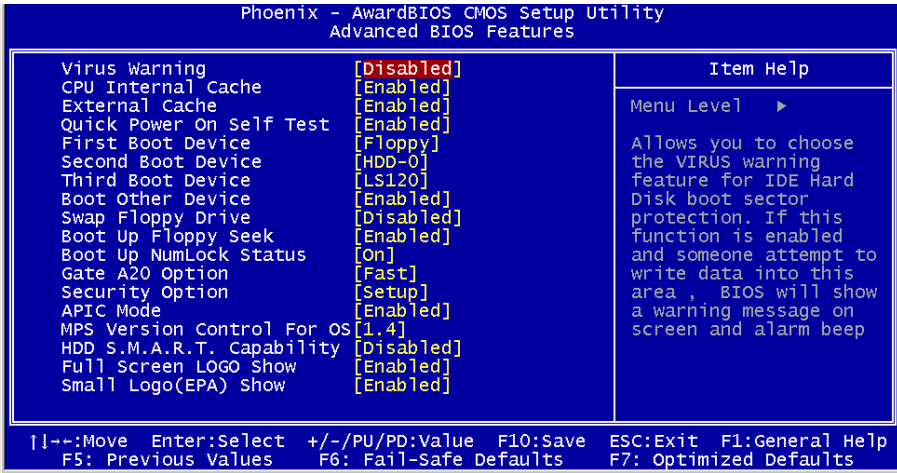 Phoenix - AwardBIOS CMOS Setup Utility
Advanced BIOS Features
Virus Warning [Disabled]
CPU Internal Cache [Enabled]
External Cache [Enabled]
Quick Power On Self Test [Enabled]
First Boot Device [Floppy]
Second Boot Device [HDD-0]
Third Boot Device [LS120]
Boot Other Device [Enabled]
Swap Floppy Drive [Disabled]
Boot Up Floppy Seek [Enabled]
Boot Up NumLock Status [On]
Gate A20 Option [Fast]
Security Option [Setup]
APIC Mode [Enabled]
MPS Version Control For OS[1.4]
HDD S.M.A.R.T. Capability [Disabled]
Full Screen LOGO Show [Enabled]
Small Logo(EPA) Show [Enabled]
Item Help
Menu Level ▶
Allows you to choose
the VIRUS warning
feature for IDE Hard
Disk boot sector
protection. If this
function is enabled
and someone attempt to
write data into this
area , BIOS will show
a warning message on
screen and alarm beep
↑↓→←:Move Enter:Select +/-/PU/PD:Value F10:Save ESC:Exit F1:General Help
F5: Previous Values F6: Fail-Safe Defaults F7: Optimized Defaults